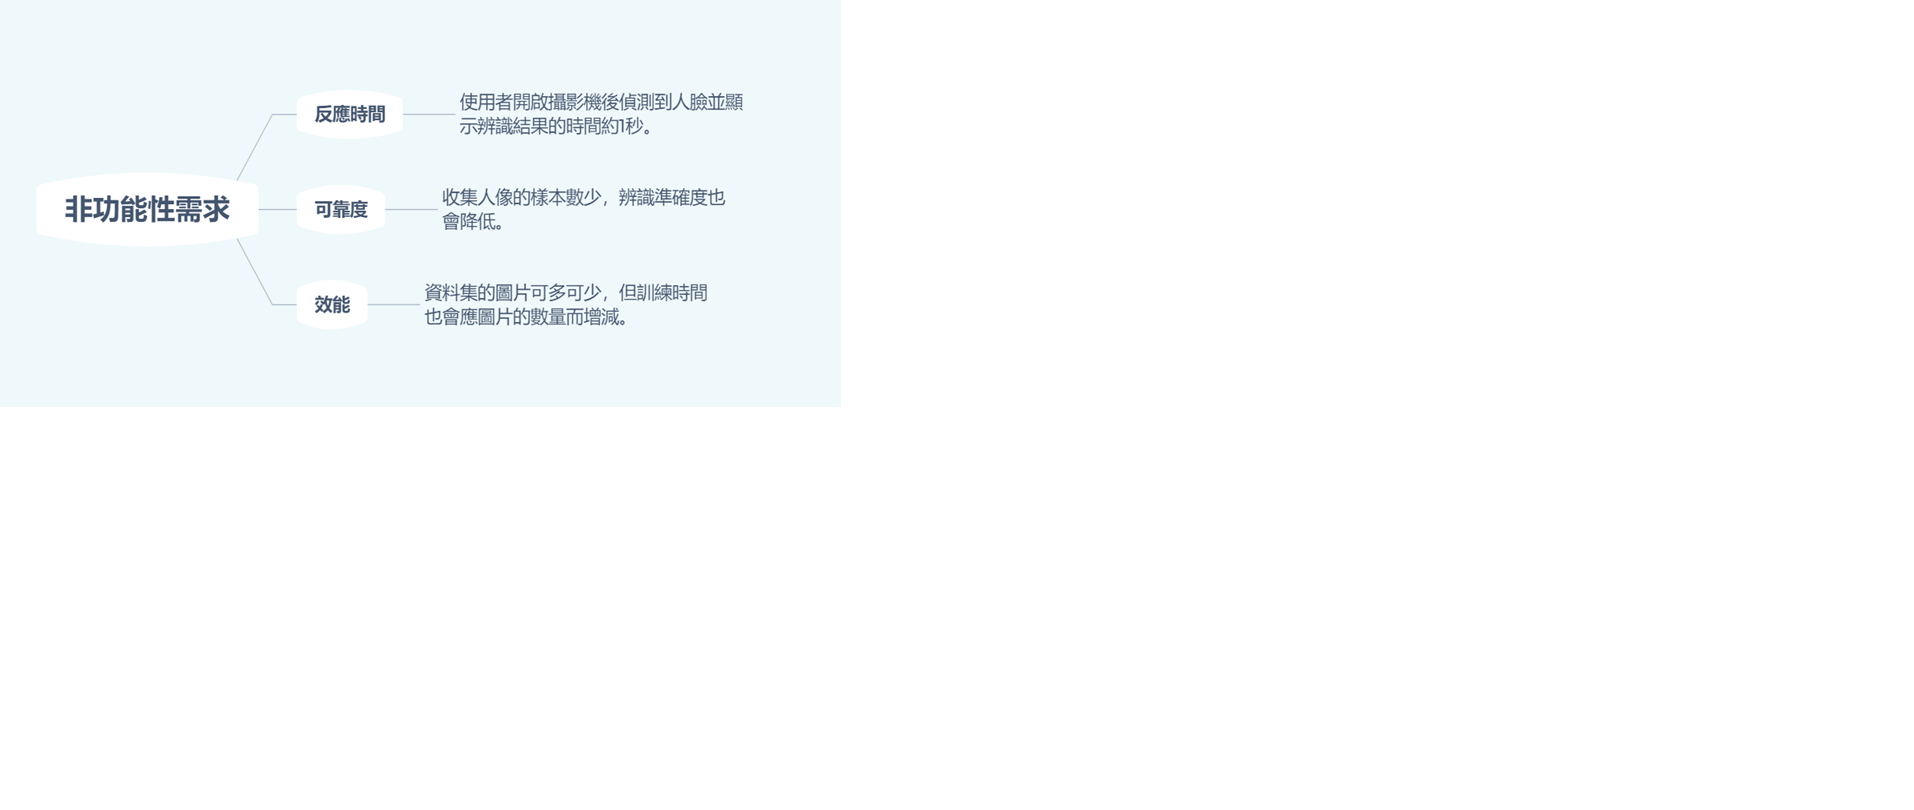 非功能性需求
反應時間
使用者開啟攝影機後偵測到人臉並顯
示辨識結果的時間約1秒。
可靠度
收集人像的樣本數少，辨識準確度也
會降低。
效能
資料集的圖片可多可少，但訓練時間
也會應圖片的數量而增減。